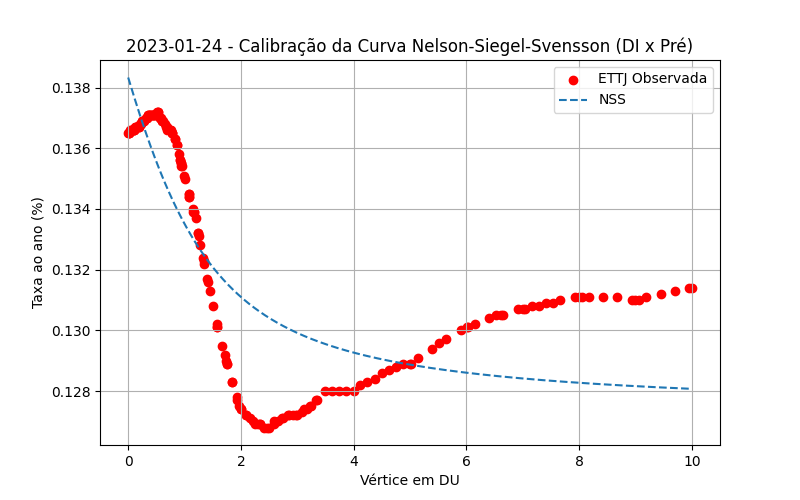 2023-01-24 - Calibração da Curva Nelson-Siegel-Svensson (DI x Pré)
ETTJ Observada
NSS
Taxa ao ano (%)
0.138
0.136
0.134
0.132
0.130
0.128
0 2 4 6 8 10
Vértice em DU